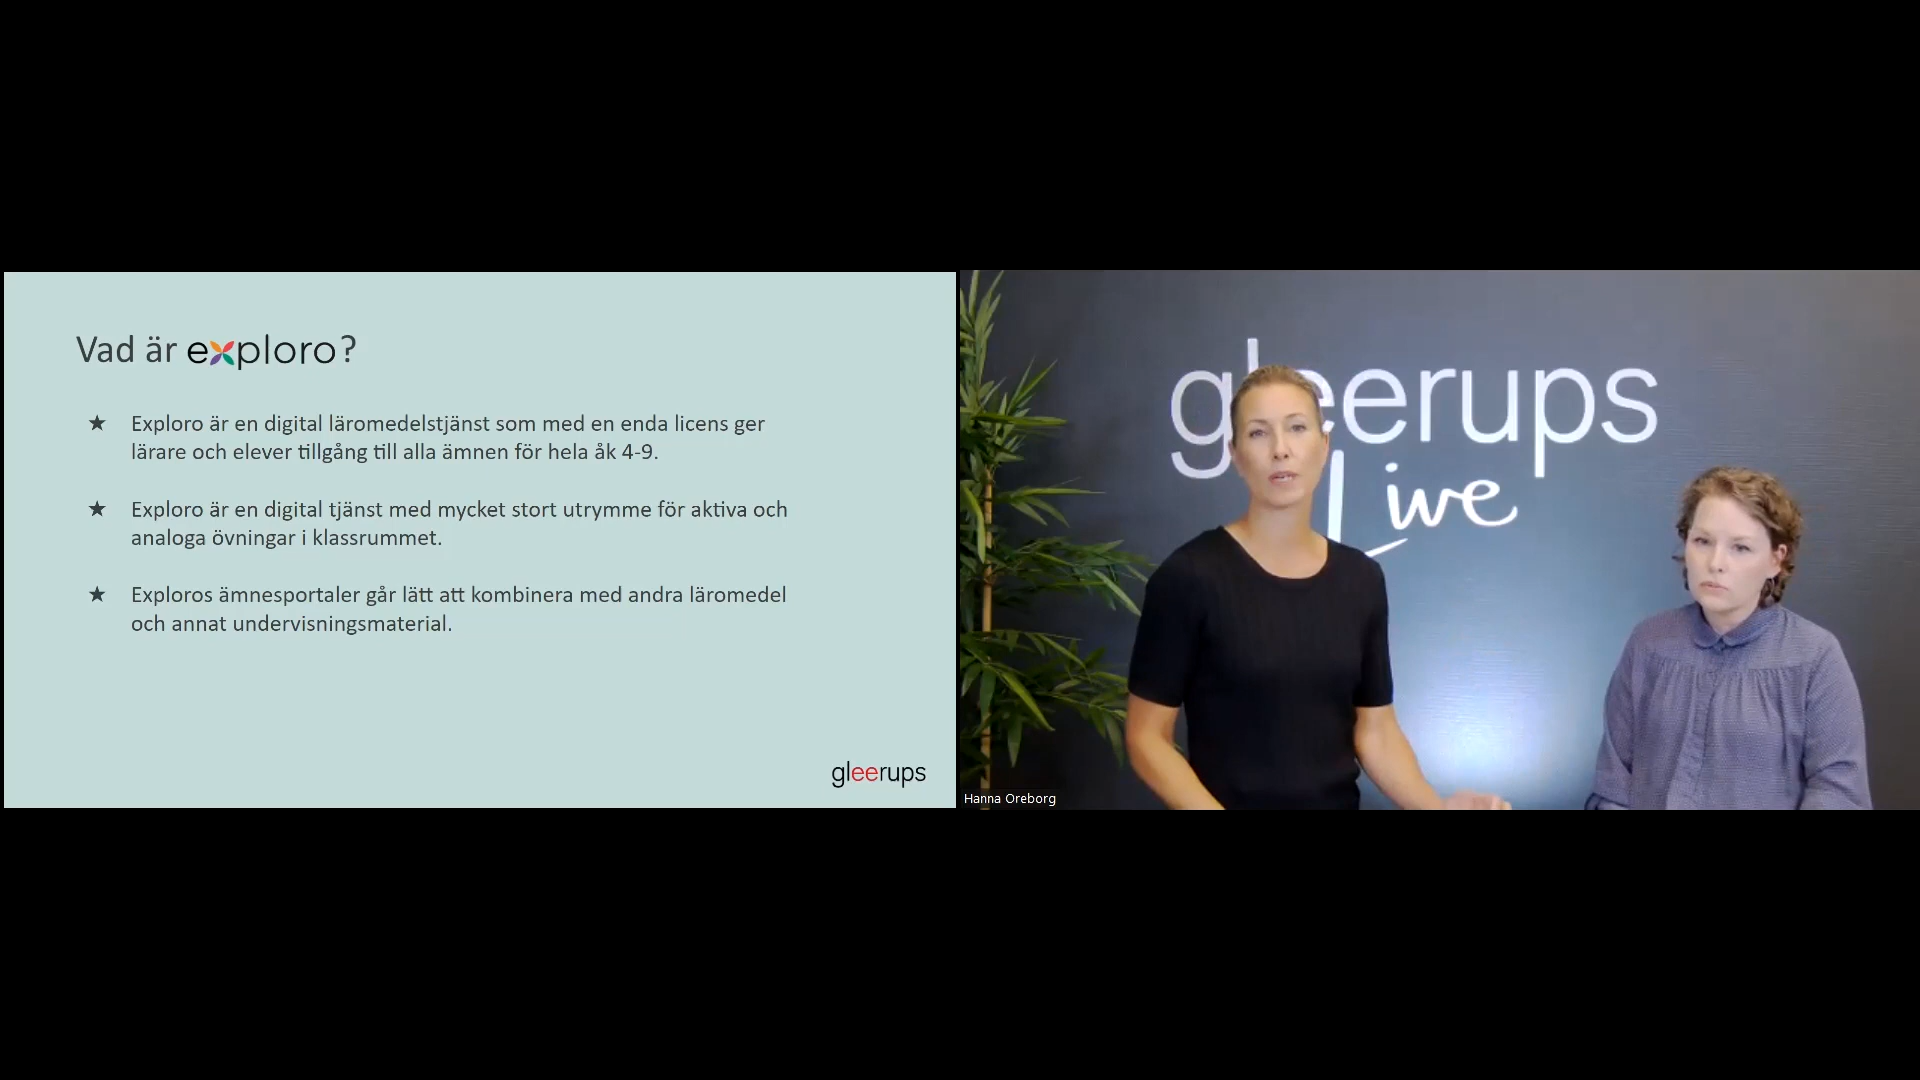 Vad är exploro?
★ Exploro är en digital läromedelstjänst som med en enda licens ger
lärare och elever tillgång till alla ämnen för hela åk 4-9.
★ Exploro är en digital tjänst med mycket stort utrymme för aktiva och
analoga övningar i klassrummet.
★ Exploros ämnesportaler går lätt att kombinera med andra läromedel
och annat undervisningsmaterial.
gleerups
gleerups
Live
Hanna Oreborg